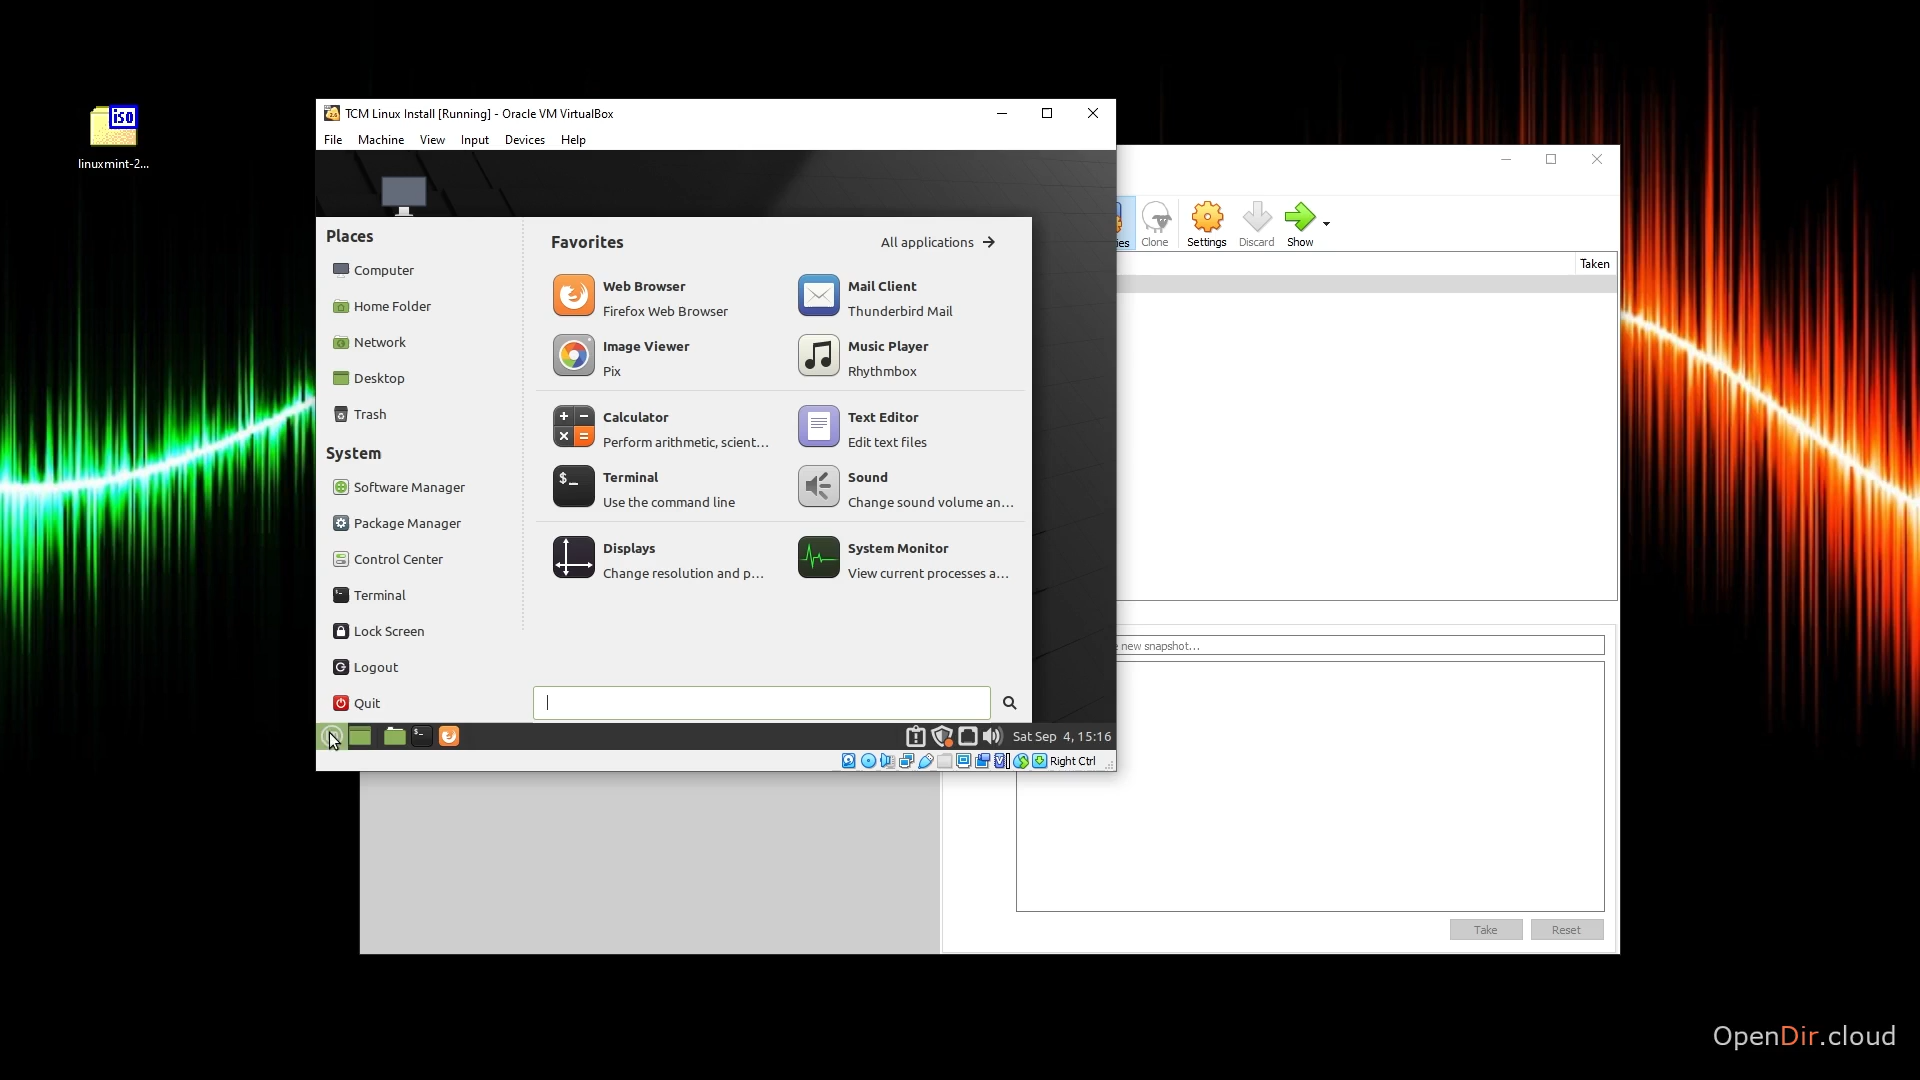 iso
linuxmint-2...
TCM Linux Install [Running] - Oracle VM VirtualBox
File Machine View Input Devices Help
Places
Computer
Home Folder
Network
Desktop
Trash
System
Software Manager
Package Manager
Control Center
Terminal
Lock Screen
Logout
Quit
Favorites
All applications
Web Browser
Firefox Web Browser
Mail Client
Thunderbird Mail
Image Viewer
Pix
Music Player
Rhythmbox
Calculator
Perform arithmetic, scient...
Text Editor
Edit text files
Terminal
Use the command line
Sound
Change sound volume an...
Displays
Change resolution and p...
System Monitor
View current processes a...
Sat Sep 4, 15:16
Right Ctrl
ies
Clone
Settings
Discard
Show
Taken
new snapshot...
Take
Reset
OpenDir.cloud